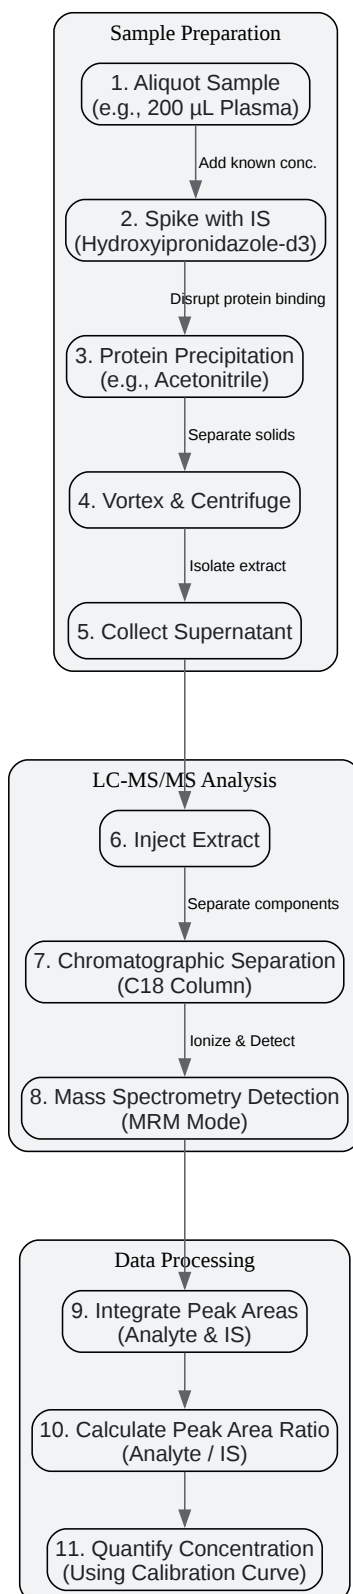 Sample Preparation
1. Aliquot Sample
(e.g., 200 µL Plasma)
Add known conc.
2. Spike with IS
(Hydroxyipronidazole-d3)
Disrupt protein binding
3. Protein Precipitation
(e.g., Acetonitrile)
Separate solids
4. Vortex & Centrifuge
Isolate extract
5. Collect Supernatant
LC-MS/MS Analysis
6. Inject Extract
Separate components
7. Chromatographic Separation
(C18 Column)
Ionize & Detect
8. Mass Spectrometry Detection
(MRM Mode)
Data Processing
9. Integrate Peak Areas
(Analyte & IS)
10. Calculate Peak Area Ratio
(Analyte / IS)
11. Quantify Concentration
(Using Calibration Curve)